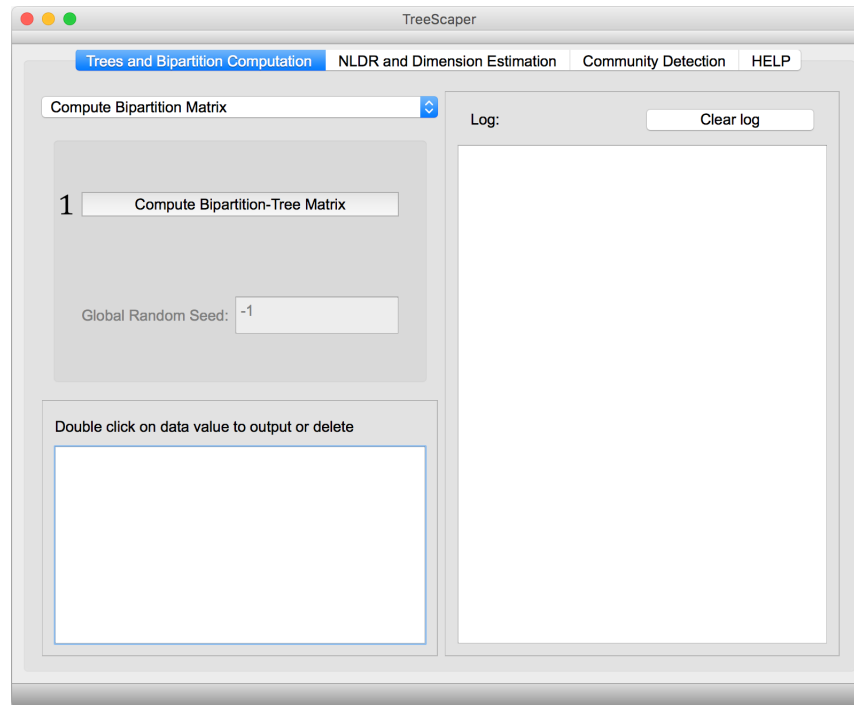 TreeScaper
Trees and Bipartition Computation
NLDR and Dimension Estimation
Community Detection
HELP
Compute Bipartition Matrix
1
Compute Bipartition-Tree Matrix
Global Random Seed:
-1
Double click on data value to output or delete
Log:
Clear log